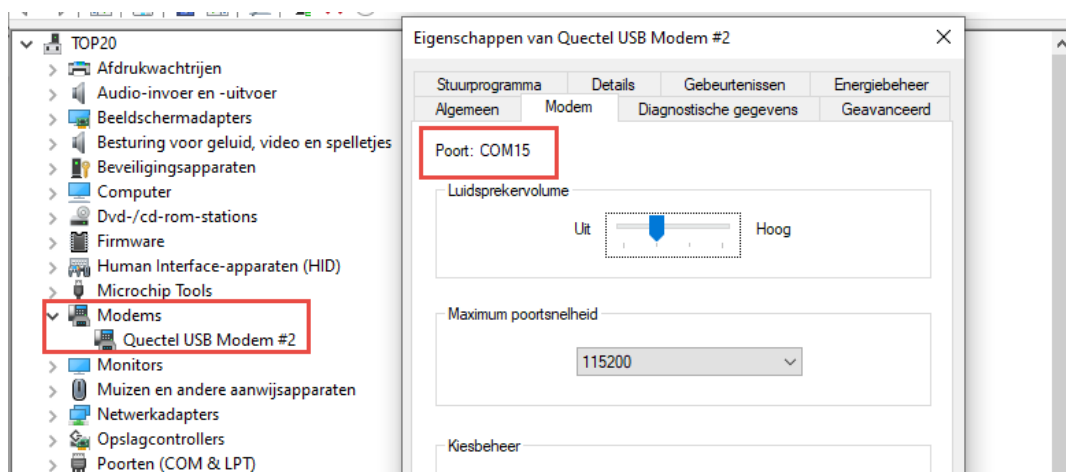 TOP20
Afdrukwachtrijen
Audio-invoer en -uitvoer
Beeldschermadapters
Besturing voor geluid, video en spelletjes
Beveiligingsapparaten
Computer
Dvd-/cd-rom-stations
Firmware
Human Interface-apparaten (HID)
Microchip Tools
Modems
Quectel USB Modem #2
Monitors
Muizen en andere aanwijsapparaten
Netwerkadapters
Opslagcontrollers
Poorten (COM & LPT)
Eigenschappen van Quectel USB Modem #2
Stuurprogramma Details Gebeurtenissen Energiebeheer
Algemeen Modem Diagnostische gegevens Geavanceerd
Poort: COM15
Luidsprekervolume
Uit Hoog
Maximum poortsnelheid
115200
Kiesbeheer